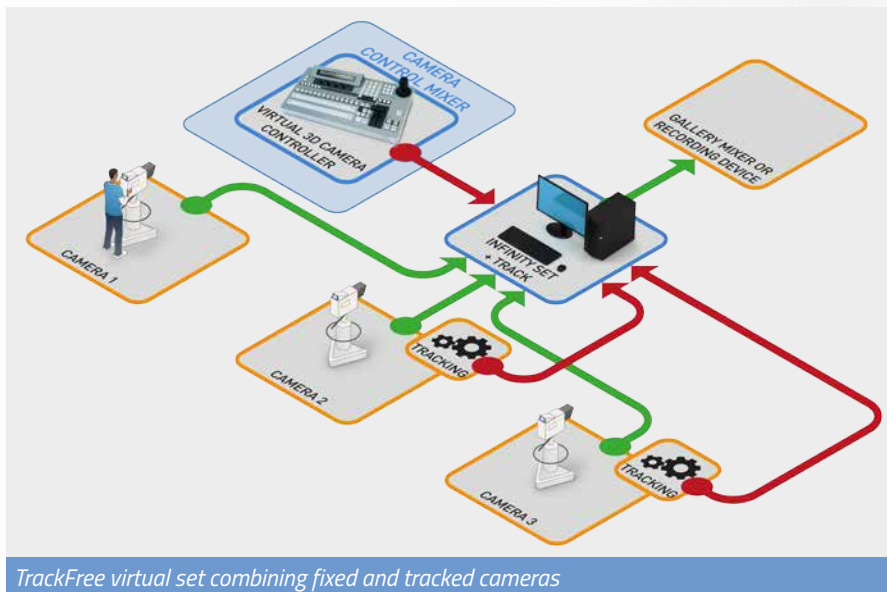 CAMERA
CONTROL MIXER
VIRTUAL 3D CAMERA
CONTROLLER
GALLERY MIXER OR
RECORDING DEVICE
CAMERA 1
INFINITY SET
+ TRACK
TRACKING
CAMERA 2
TRACKING
CAMERA 3
TrackFree virtual set combining fixed and tracked cameras